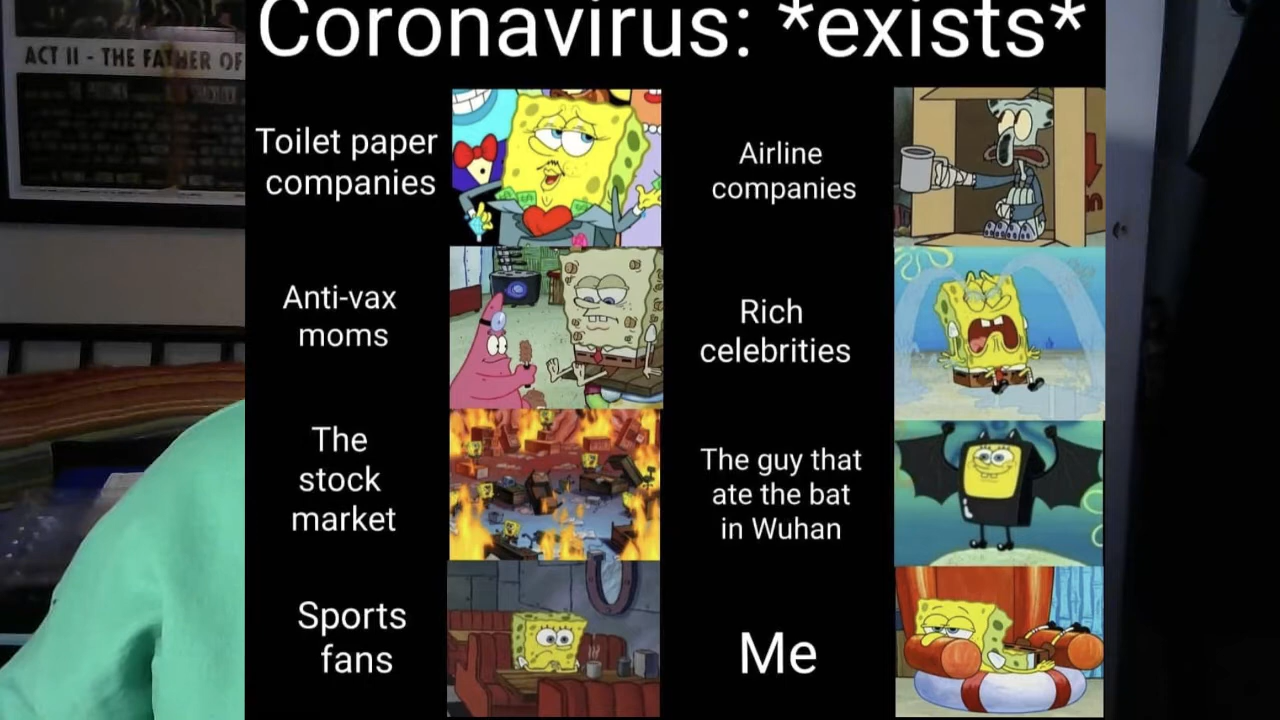 ACT II - THE FATHER OF
Coronavirus: *exists*
Toilet paper
companies
Airline
companies
Anti-vax
moms
Rich
celebrities
The
stock
market
The guy that
ate the bat
in Wuhan
Sports
fans
Me